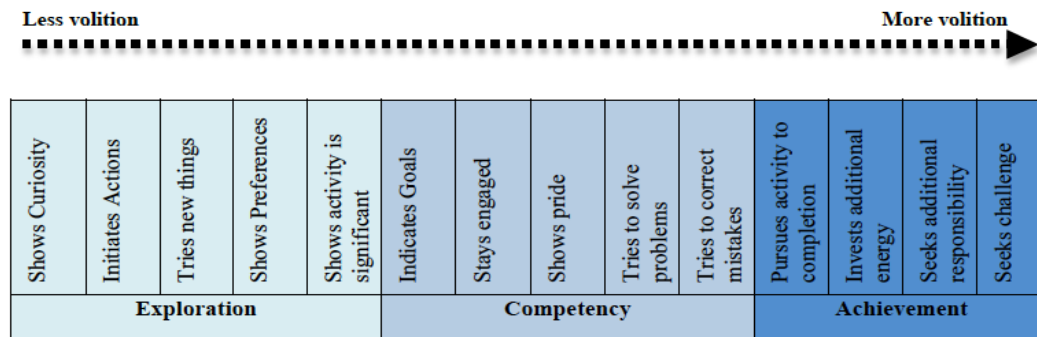 Less volition
More volition
Shows Curiosity
Initiates Actions
Tries new things
Shows Preferences
Shows activity is
significant
Indicates Goals
Stays engaged
Shows pride
Tries to solve
problems
Tries to correct
mistakes
Pursues activity to
completion
Invests additional
energy
Seeks additional
responsibility
Seeks challenge
Exploration
Competency
Achievement